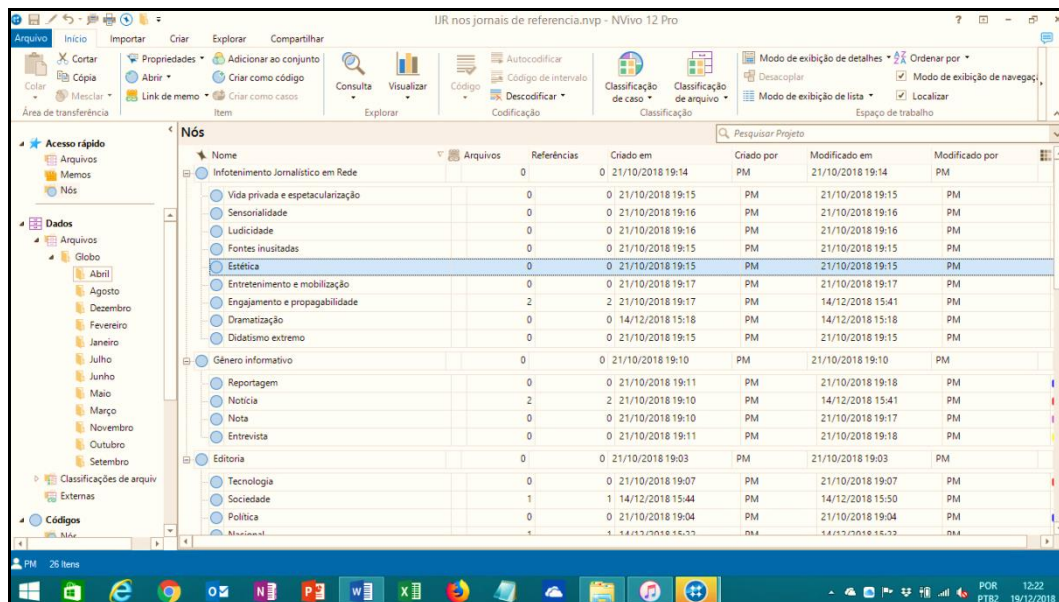 IJR nos jornais de referencia.nvp - NVivo 12 Pro
Arquivo Início Importar Criar Explorar Compartilhar
Colar
Cortar
Cópia
Mesclar
Área de transferência
Propriedades
Abrir
Link de memo
Adicionar ao conjunto
Criar como código
Criar como casos
Item
Consulta
Visualizar
Explorar
Código
Autocodificar
Código de intervalo
Descodificar
Codificação
Classificação de caso
Classificação de arquivo
Classificação
Modo de exibição de detalhes
Ordenar por
Desacoplar
Modo de exibição de navegaç
Modo de exibição de lista
Localizar
Espaço de trabalho
Acesso rápido
Arquivos
Memos
Nós
Dados
Arquivos
Globo
Abril
Agosto
Dezembro
Fevereiro
Janeiro
Julho
Junho
Maio
Março
Novembro
Outubro
Setembro
Classificações de arquiv
Externas
Códigos
Nós
Nós
Pesquisar Projeto
Nome Arquivos Referências Criado em Criado por Modificado em Modificado por
Infotenimento Jornalístico em Rede 0 0 21/10/2018 19:14 PM 21/10/2018 19:14 PM
Vida privada e espetacularização 0 0 21/10/2018 19:15 PM 21/10/2018 19:15 PM
Sensorialidade 0 0 21/10/2018 19:16 PM 21/10/2018 19:16 PM
Ludicidade 0 0 21/10/2018 19:16 PM 21/10/2018 19:16 PM
Fontes inusitadas 0 0 21/10/2018 19:15 PM 21/10/2018 19:15 PM
Estética 0 0 21/10/2018 19:15 PM 21/10/2018 19:15 PM
Entretenimento e mobilização 0 0 21/10/2018 19:17 PM 21/10/2018 19:17 PM
Engajamento e propagabilidade 2 2 21/10/2018 19:17 PM 14/12/2018 15:41 PM
Dramatização 0 0 14/12/2018 15:18 PM 14/12/2018 15:18 PM
Didatismo extremo 0 0 21/10/2018 19:15 PM 21/10/2018 19:15 PM
Gênero informativo 0 0 21/10/2018 19:10 PM 21/10/2018 19:10 PM
Reportagem 0 0 21/10/2018 19:11 PM 21/10/2018 19:18 PM
Notícia 2 2 21/10/2018 19:10 PM 14/12/2018 15:41 PM
Nota 0 0 21/10/2018 19:10 PM 21/10/2018 19:17 PM
Entrevista 0 0 21/10/2018 19:11 PM 21/10/2018 19:18 PM
Editoria 0 0 21/10/2018 19:03 PM 21/10/2018 19:03 PM
Tecnologia 0 0 21/10/2018 19:07 PM 21/10/2018 19:07 PM
Sociedade 1 1 14/12/2018 15:44 PM 14/12/2018 15:50 PM
Política 0 0 21/10/2018 19:04 PM 21/10/2018 19:04 PM
Nacional 1 1 14/12/2018 15:22 PM 14/12/2018 15:23 PM
PM 26 Itens
POR 12:22
PTB2 19/12/2018